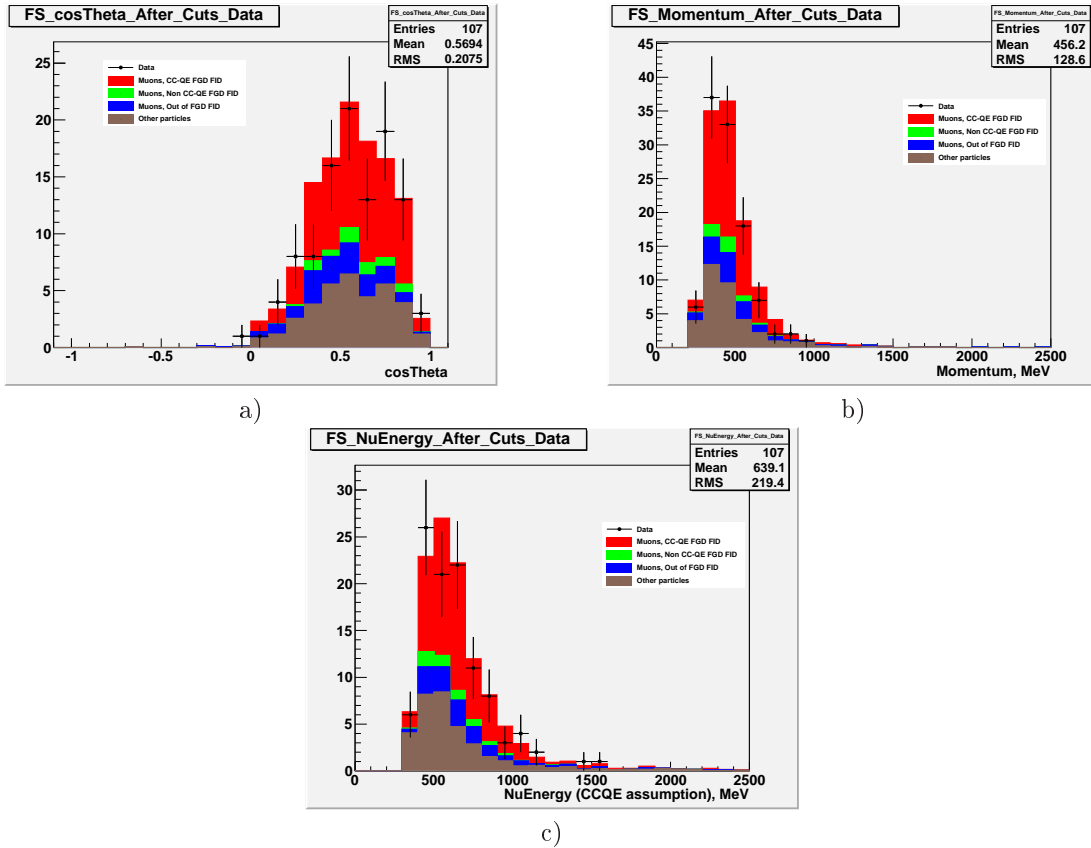 FS_cosTheta_After_Cuts_Data
FS_cosTheta_After_Cuts_Data
Entries 107
Mean 0.5694
RMS 0.2075
Data
Muons, CC-QE FGD FID
Muons, Non CC-QE FGD FID
Muons, Out of FGD FID
Other particles
25
20
15
10
5
0
-1 -0.5 0 0.5 1
cosTheta
a)
FS_Momentum_After_Cuts_Data
FS_Momentum_After_Cuts_Data
Entries 107
Mean 456.2
RMS 128.6
Data
Muons, CC-QE FGD FID
Muons, Non CC-QE FGD FID
Muons, Out of FGD FID
Other particles
45
40
35
30
25
20
15
10
5
0
0 500 1000 1500 2000 2500
Momentum, MeV
b)
FS_NuEnergy_After_Cuts_Data
FS_NuEnergy_After_Cuts_Data
Entries 107
Mean 639.1
RMS 219.4
Data
Muons, CC-QE FGD FID
Muons, Non CC-QE FGD FID
Muons, Out of FGD FID
Other particles
30
25
20
15
10
5
0
0 500 1000 1500 2000 2500
NuEnergy (CCQE assumption), MeV
c)